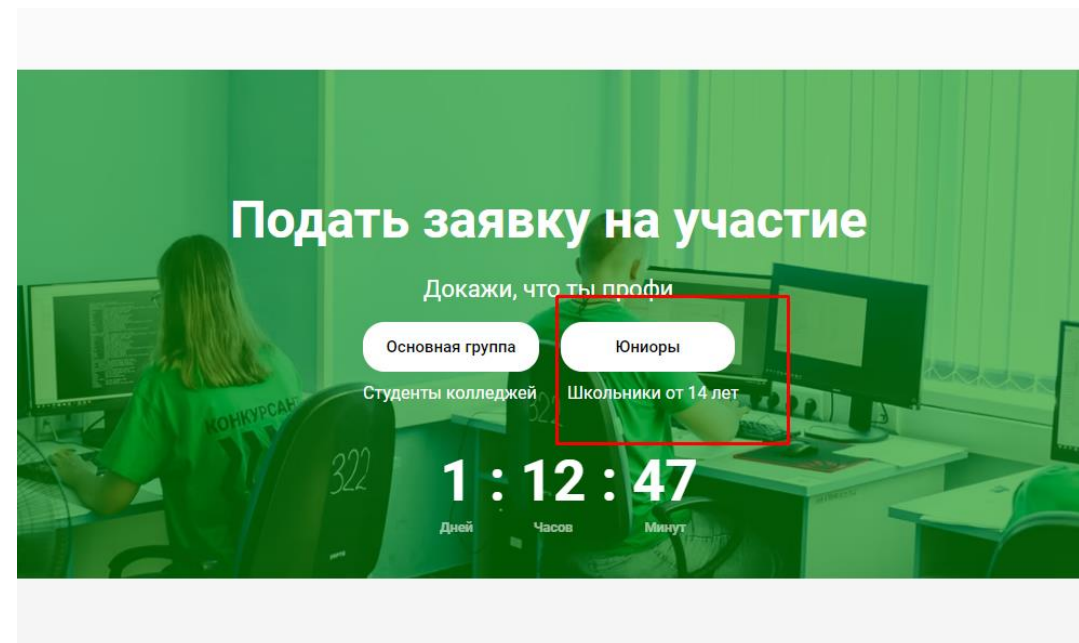 Подать заявку на участие
Докажи, что ты профи
Основная группа
Юниоры
Студенты колледжей
Школьники от 14 лет
КОНКУРСАНТ
322
322
1 : 12 : 47
Дней Часов Минут